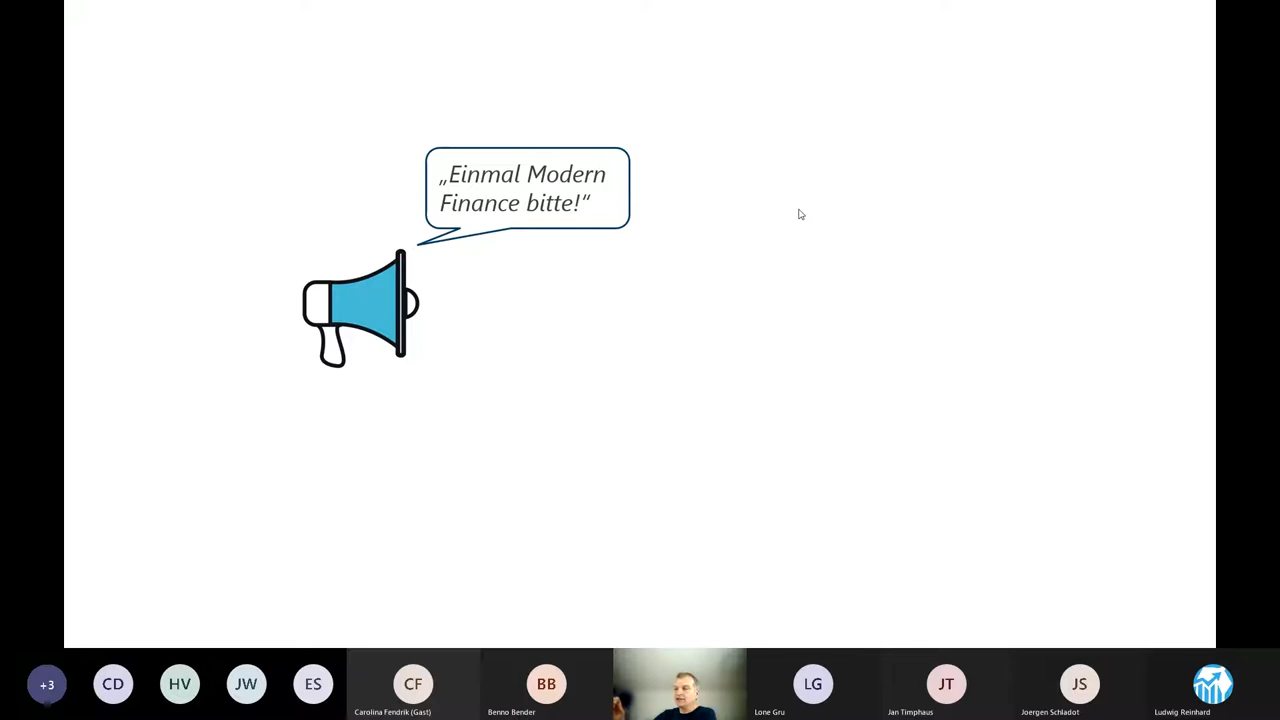 „Einmal Modern
Finance bitte!“
+3
CD
HV
JW
ES
CF
BB
LG
JT
JS
Carolina Fendrik (Gast)
Benno Bender
Lone Gru
Jan Timphaus
Joergen Schladot
Ludwig Reinhard